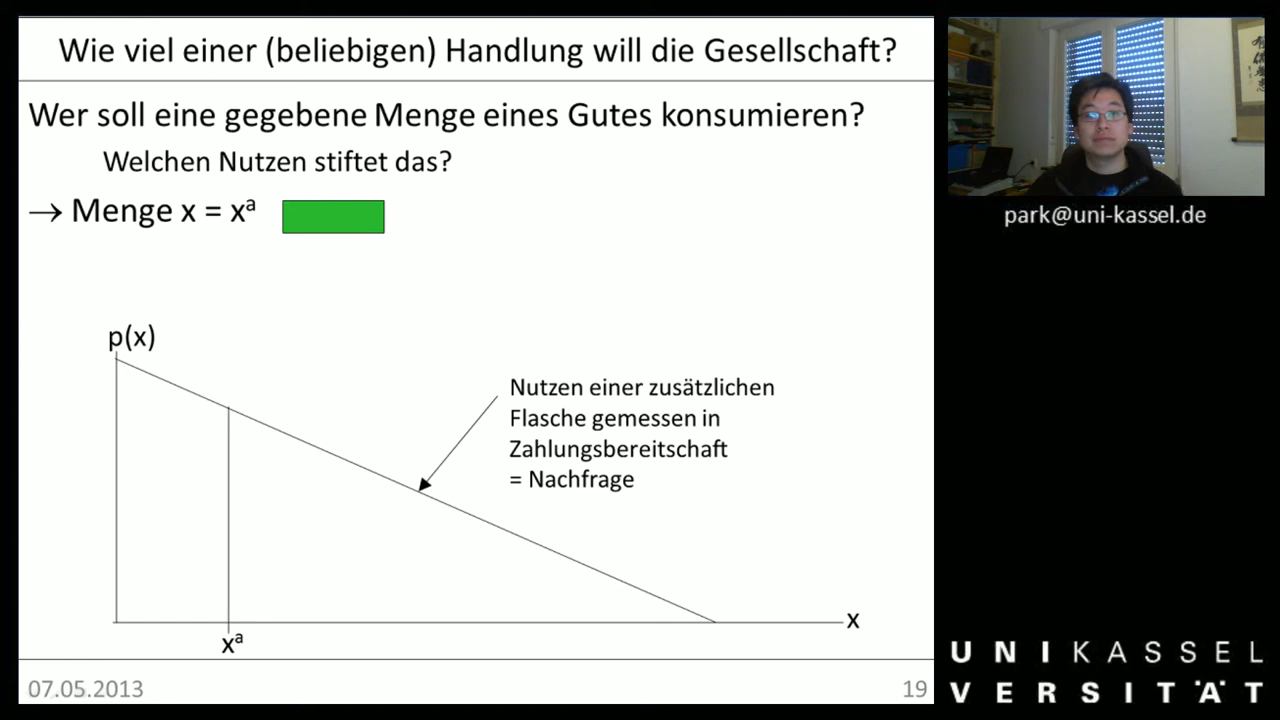 Wie viel einer (beliebigen) Handlung will die Gesellschaft?
Wer soll eine gegebene Menge eines Gutes konsumieren?
Welchen Nutzen stiftet das?
→ Menge x = xᵃ
p(x)
Nutzen einer zusätzlichen
Flasche gemessen in
Zahlungsbereitschaft
= Nachfrage
x
xᵃ
07.05.2013
19
park@uni-kassel.de
UNIKASSEL
VERSITÄT